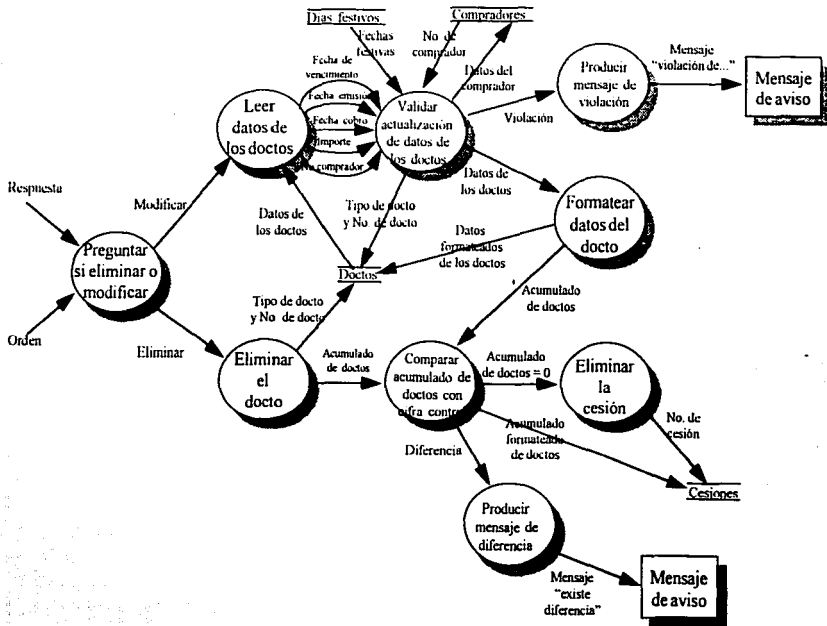 Días festivos
Compradores
Fechas
festivas
No. de
comprador
Datos del
comprador
Fecha de
vencimiento
Fecha emisión
Fecha cobro
Importe
No comprador
Leer
datos de
los doctos
Validar
actualización
de datos de
los doctos
Violación
Producir
mensaje de
violación
Mensaje
"violación de..."
Mensaje
de aviso
Respuesta
Modificar
Datos de
los doctos
Tipo de docto
y No. de docto
Datos de
los doctos
Formatear
datos del
docto
Preguntar
si eliminar o
modificar
Datos
formateados
de los doctos
Doctos
Orden
Eliminar
Tipo de docto
y No. de docto
Acumulado
de doctos
Eliminar
el
docto
Acumulado
de doctos
Comparar
acumulado de
doctos con
cifra control
Acumulado
de doctos = 0
Eliminar
la
cesión
No. de
cesión
Acumulado
formateado
de doctos
Cesiones
Diferencia
Producir
mensaje de
diferencia
Mensaje
"existe
diferencia"
Mensaje
de aviso